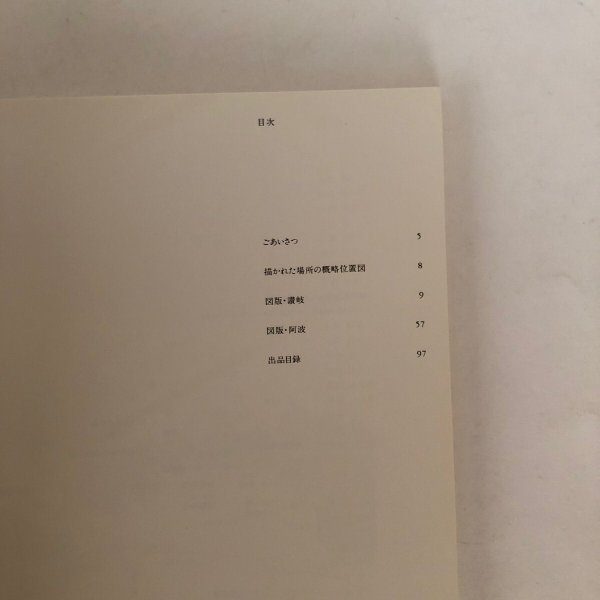 目次
ごあいさつ 5
描かれた場所の概略位置図 8
図版・讃岐 9
図版・阿波 57
出品目録 97